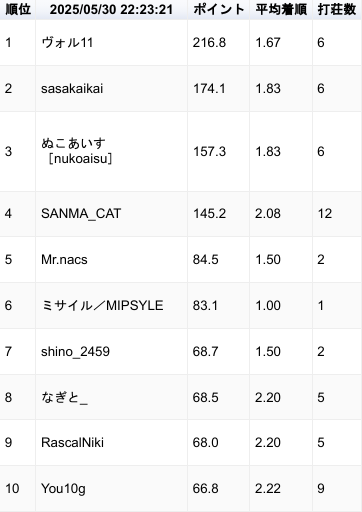 順位 2025/05/30 22:23:21 ポイント 平均着順 打荘数
1 ヴォル11 216.8 1.67 6
2 sasakaikai 174.1 1.83 6
3 ぬこあいす
［nukoaisu］ 157.3 1.83 6
4 SANMA_CAT 145.2 2.08 12
5 Mr.nacs 84.5 1.50 2
6 ミサイル／MIPSYLE 83.1 1.00 1
7 shino_2459 68.7 1.50 2
8 なぎと_ 68.5 2.20 5
9 RascalNiki 68.0 2.20 5
10 You10g 66.8 2.22 9